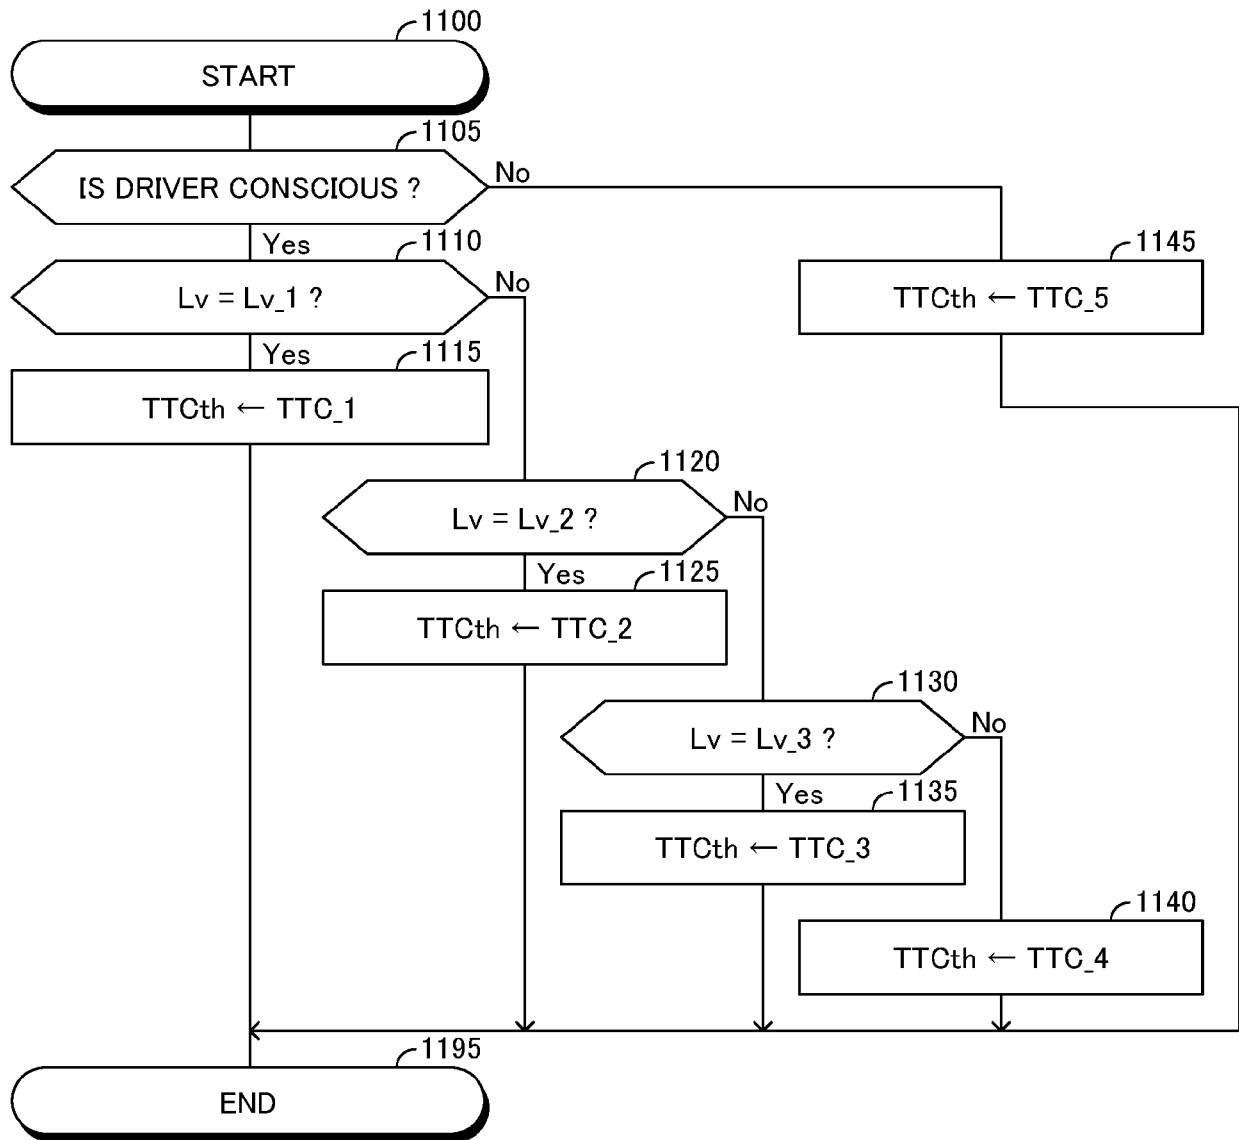 1100
START
1105
IS DRIVER CONSCIOUS ?
No
Yes
1110
Lv = Lv_1 ?
No
1145
TTCth ← TTC_5
Yes
1115
TTCth ← TTC_1
1120
Lv = Lv_2 ?
No
Yes
1125
TTCth ← TTC_2
1130
Lv = Lv_3 ?
No
Yes
1135
TTCth ← TTC_3
1140
TTCth ← TTC_4
1195
END